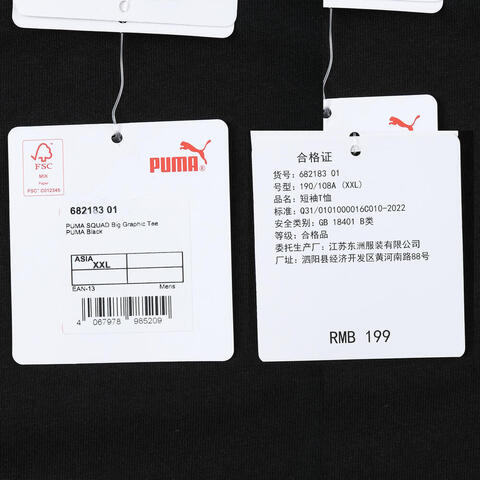 FSC
MIX
Paper
FSC® C012345
PUMA®
682183 01
PUMA SQUAD Big Graphic Tee
PUMA Black
ASIA
XXL
EAN-13
Mens
4 067978 985209
合格证
货号: 682183 01
号型: 190/108A (XXL)
品名: 短袖T恤
标准: Q31/0101000016C010-2022
安全类别: GB 18401 B类
等级: 合格品
委托生产厂: 江苏东洲服装有限公司
厂址: 泗阳县经济开发区黄河南路88号
RMB 199